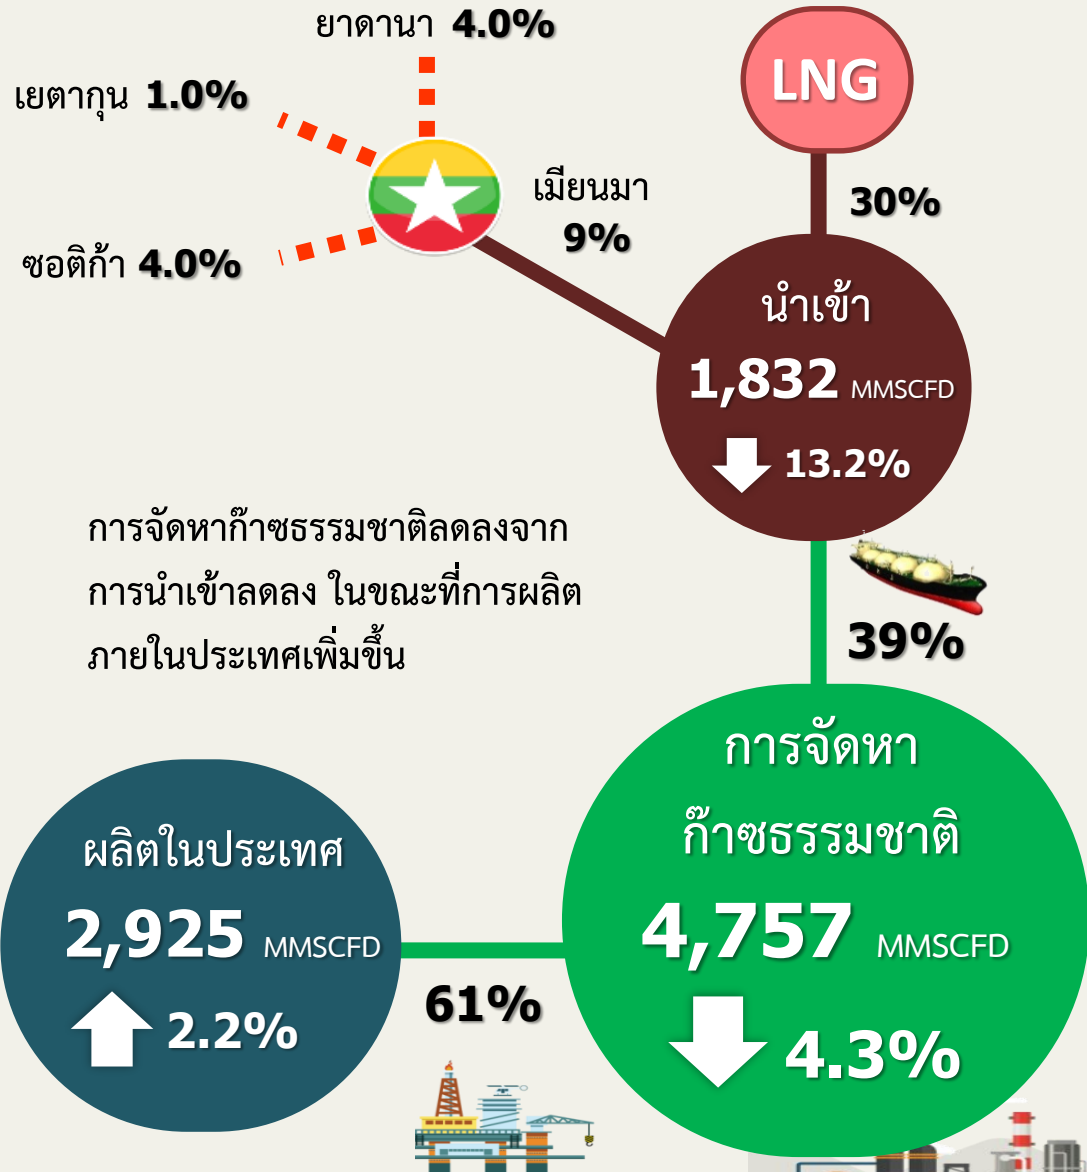 ยาดานา 4.0%
เยตากุน 1.0%
LNG
เมียนมา
9%
30%
ซอติก้า 4.0%
นำเข้า
1,832 MMSCFD
13.2%
การจัดหาก๊าซธรรมชาติลดลงจาก
การนำเข้าลดลง ในขณะที่การผลิต
ภายในประเทศเพิ่มขึ้น
39%
การจัดหา
ก๊าซธรรมชาติ
4,757 MMSCFD
4.3%
ผลิตในประเทศ
2,925 MMSCFD
2.2%
61%